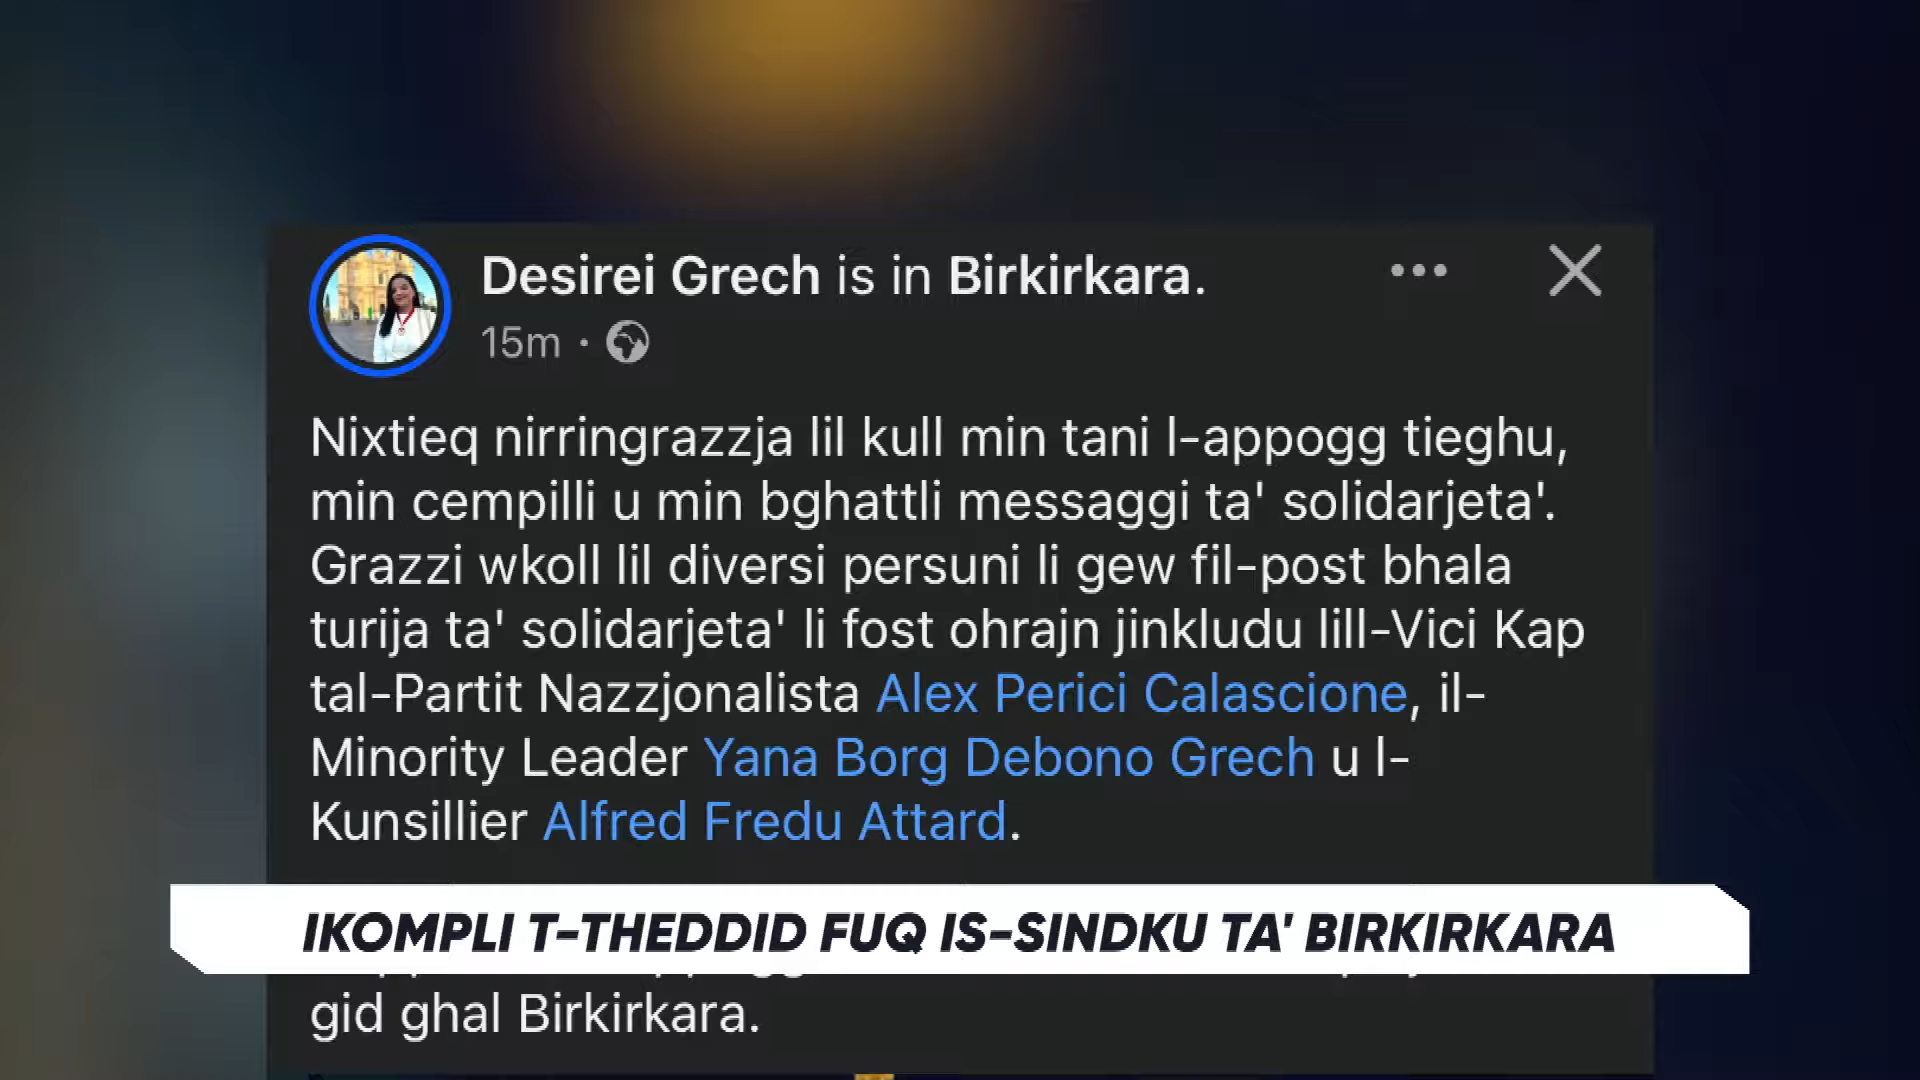 Desirei Grech is in Birkirkara.
15m
Nixtieq nirringrazzja lil kull min tani l-appogg tieghu,
min cempilli u min bghattli messaggi ta' solidarjeta'.
Grazzi wkoll lil diversi persuni li gew fil-post bhala
turija ta' solidarjeta' li fost ohrajn jinkludu lill-Vici Kap
tal-Partit Nazzjonalista Alex Perici Calascione, il-
Minority Leader Yana Borg Debono Grech u l-
Kunsillier Alfred Fredu Attard.
IKOMPLI T-THEDDID FUQ IS-SINDKU TA' BIRKIRKARA
gid ghal Birkirkara.